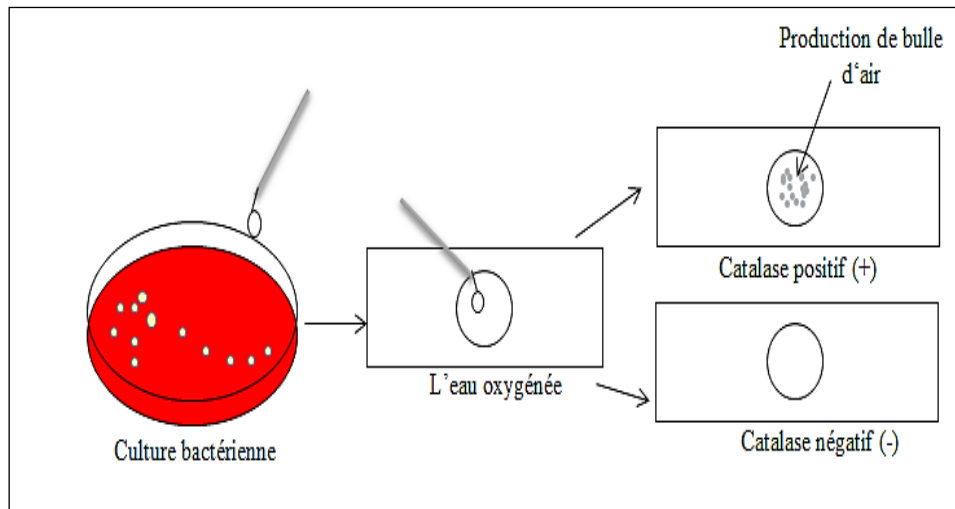 Production de bulle
d‘air
Catalase positif (+)
L’eau oxygénée
Catalase négatif (-)
Culture bactérienne